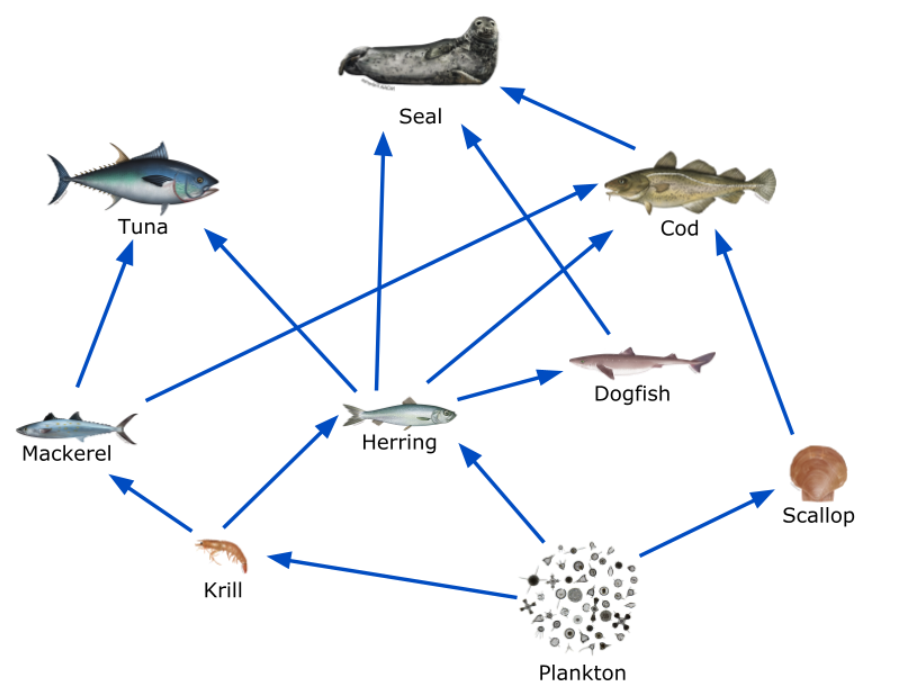 Seal
Tuna
Cod
Dogfish
Herring
Mackerel
Scallop
Krill
Plankton